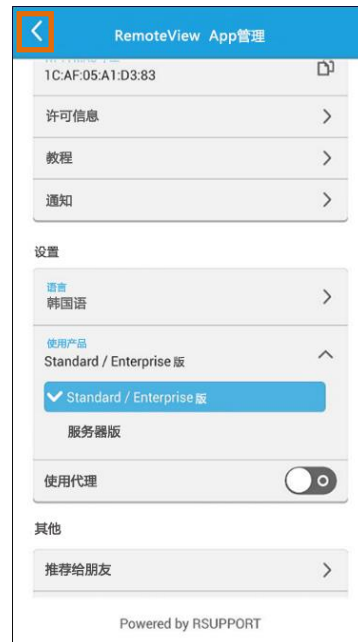 RemoteView App管理
1C:AF:05:A1:D3:83
许可信息
教程
通知
设置
语言
韩国语
使用产品
Standard / Enterprise 版
Standard / Enterprise 版
服务器版
使用代理
其他
推荐给朋友
Powered by RSUPPORT